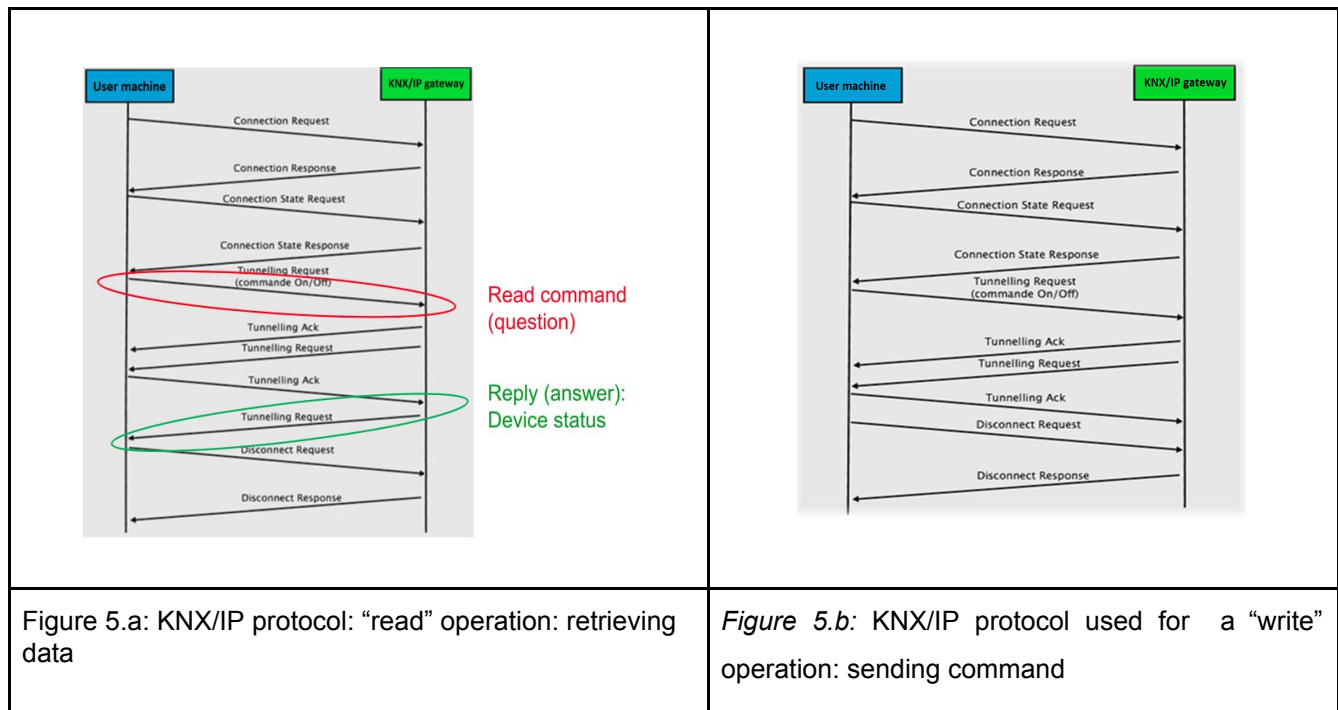 User machine
KNX/IP gateway
Connection Request
Connection Response
Connection State Request
Connection State Response
Tunnelling Request
(commande On/Off)
Read command
(question)
Tunnelling Ack
Tunnelling Request
Tunnelling Ack
Reply (answer):
Device status
Tunnelling Request
Disconnect Request
Disconnect Response
User machine
KNX/IP gateway
Connection Request
Connection Response
Connection State Request
Connection State Response
Tunnelling Request
(commande On/Off)
Tunnelling Ack
Tunnelling Request
Tunnelling Ack
Disconnect Request
Disconnect Response
Figure 5.a: KNX/IP protocol: “read” operation: retrieving
data
Figure 5.b: KNX/IP protocol used for a “write”
operation: sending command